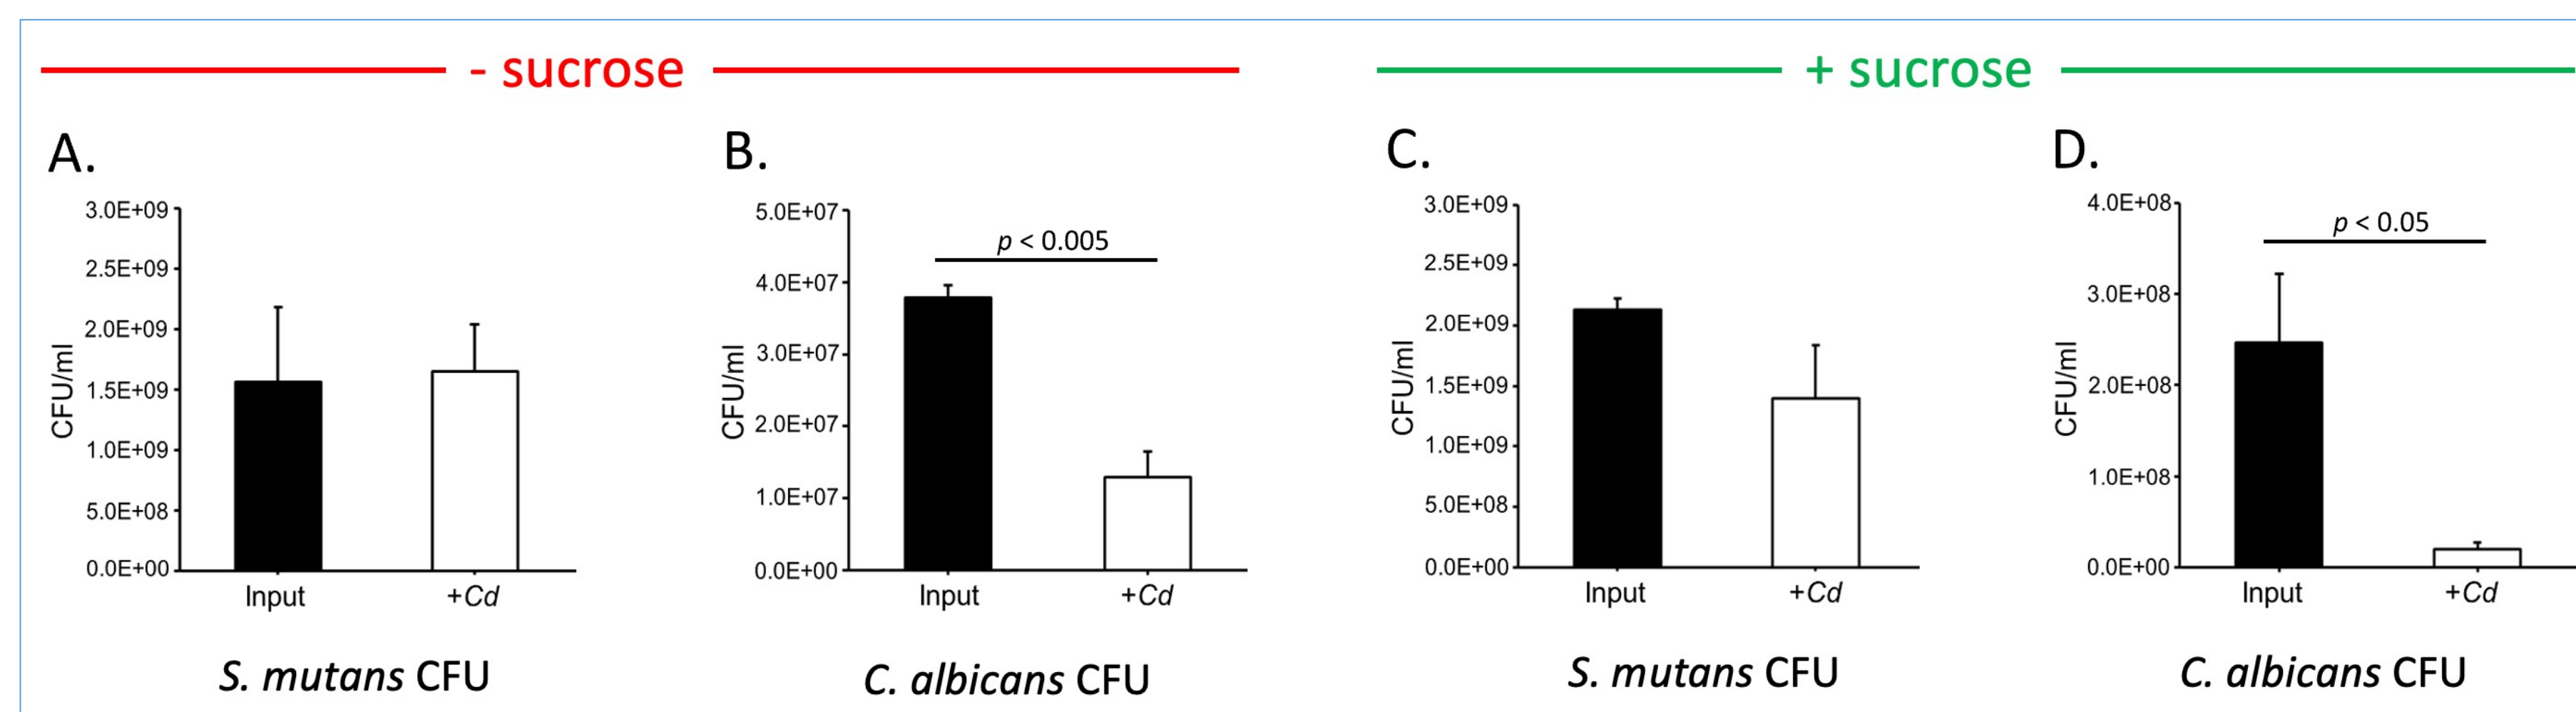 - sucrose
+ sucrose
A.
3.0E+09
2.5E+09
2.0E+09
1.5E+09
1.0E+09
5.0E+08
0.0E+00
CFU/ml
Input
+Cd
S. mutans CFU
B.
5.0E+07
4.0E+07
3.0E+07
2.0E+07
1.0E+07
0.0E+00
CFU/ml
p < 0.005
Input
+Cd
C. albicans CFU
C.
3.0E+09
2.5E+09
2.0E+09
1.5E+09
1.0E+09
5.0E+08
0.0E+00
CFU/ml
Input
+Cd
S. mutans CFU
D.
4.0E+08
3.0E+08
2.0E+08
1.0E+08
0.0E+00
CFU/ml
p < 0.05
Input
+Cd
C. albicans CFU